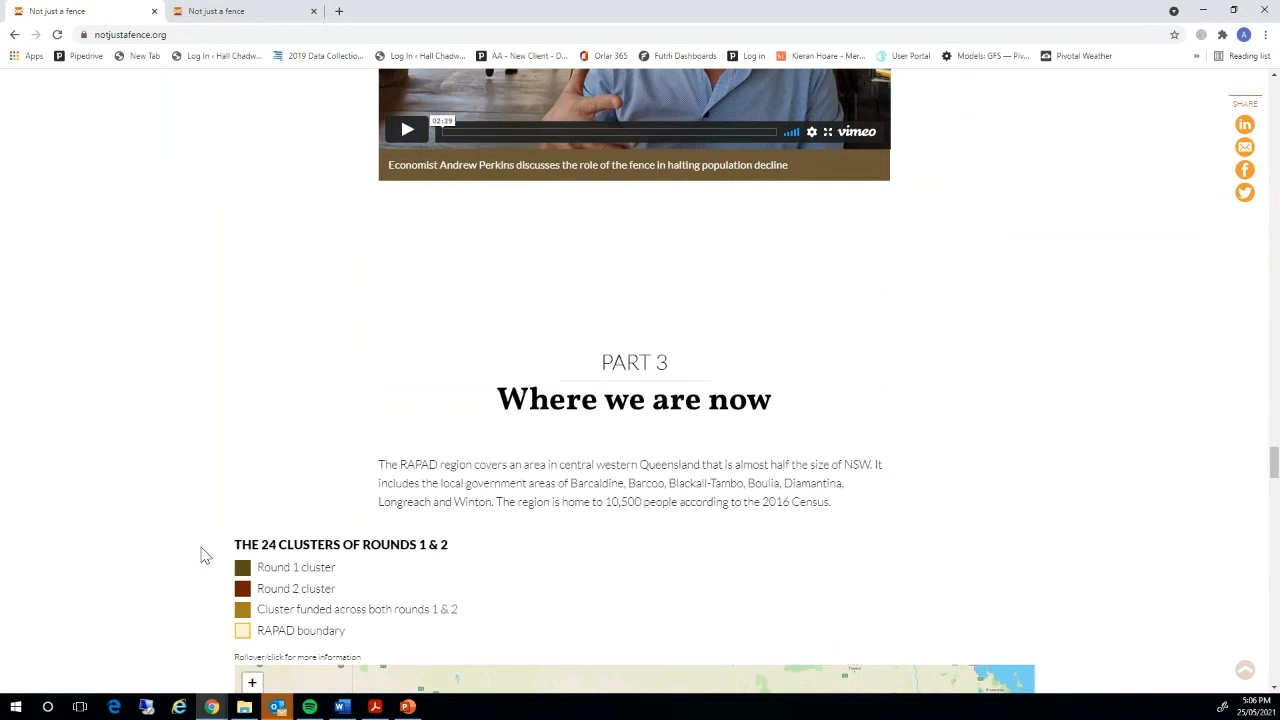 Not just a fence
Not just a fence
notjustafence.org
A
Apps
Pipedrive
New Tab
Log In ‹ Hall Chadw...
2019 Data Collectio...
Log In ‹ Hall Chadw...
AA - New Client - D...
Orlar 365
Futrli Dashboards
Log in
Kieran Hoare - Mer...
User Portal
Models: GFS — Piv...
Pivotal Weather
»
Reading list
02:39
vimeo
Economist Andrew Perkins discusses the role of the fence in halting population decline
SHARE
PART 3
Where we are now
The RAPAD region covers an area in central western Queensland that is almost half the size of NSW. It
includes the local government areas of Barcaldine, Barcoo, Blackall-Tambo, Boulia, Diamantina,
Longreach and Winton. The region is home to 10,500 people according to the 2016 Census.
THE 24 CLUSTERS OF ROUNDS 1 & 2
Round 1 cluster
Round 2 cluster
Cluster funded across both rounds 1 & 2
RAPAD boundary
Rollover/click for more information
+
5:06 PM
25/05/2021